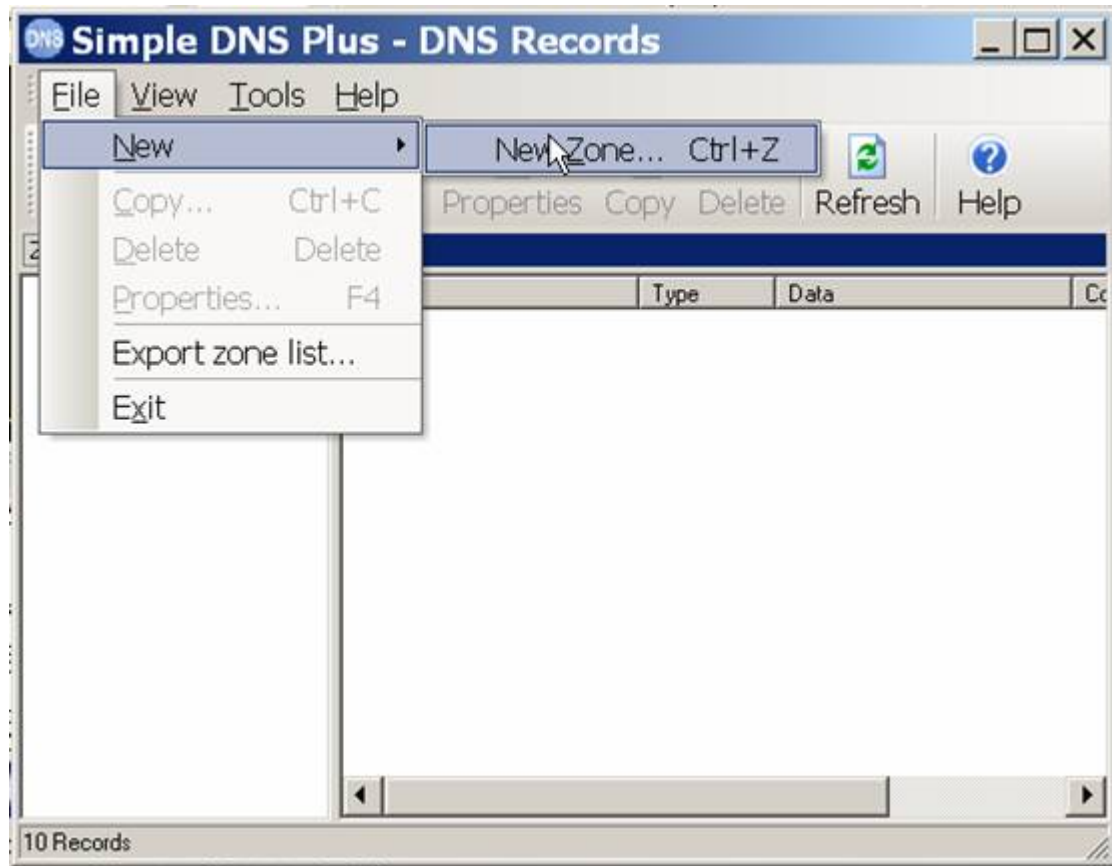 DNS Simple DNS Plus - DNS Records
File View Tools Help
New New Zone... Ctrl+Z
Copy... Ctrl+C Properties Copy Delete Refresh Help
Delete Delete
Properties... F4 Type Data
Export zone list...
Exit
10 Records